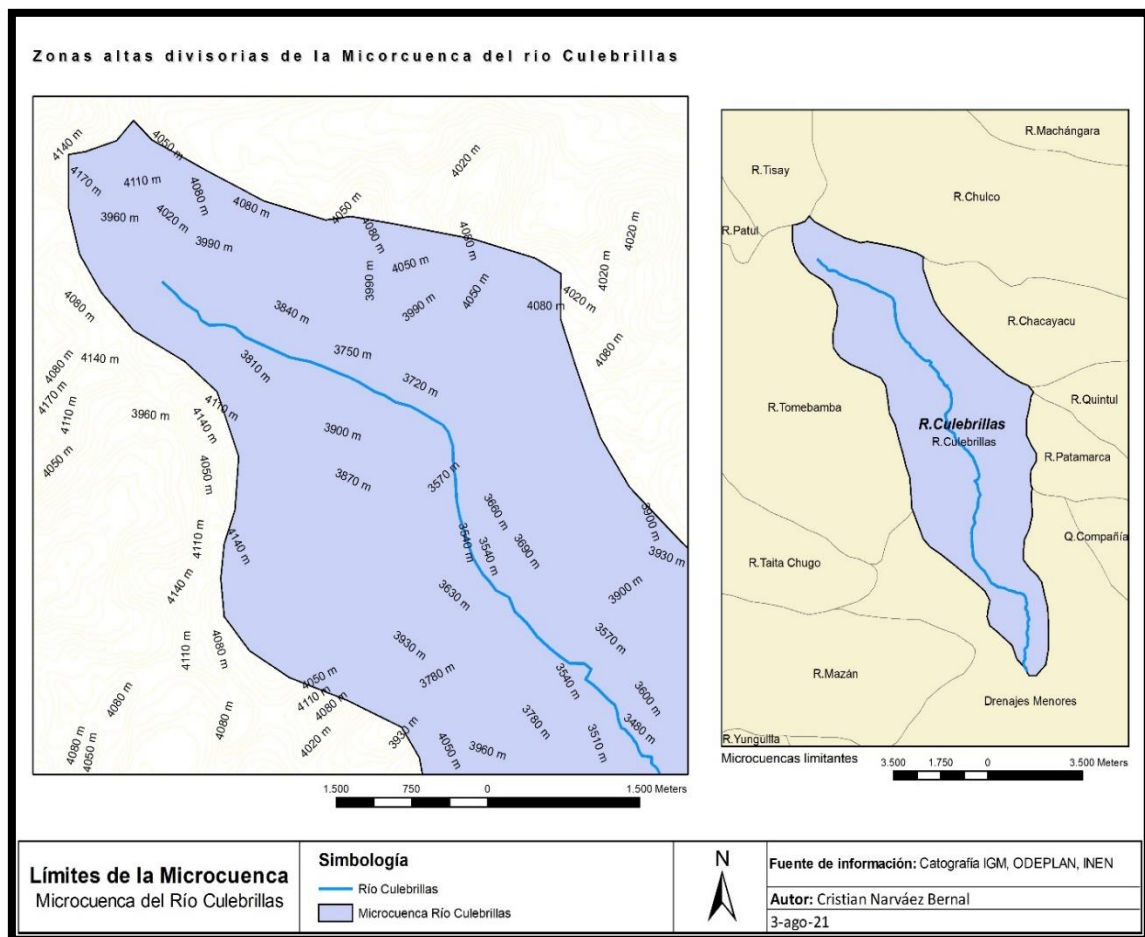 Zonas altas divisorias de la Micorcuenca del río Culebrillas
4140 m
4050 m
4020 m
4170 m
4110 m
4080 m
4080 m
4050 m
3960 m
4020 m
4080 m
4080 m
4020 m
3990 m
4050 m
4020 m
3990 m
4050 m
4020 m
4080 m
3840 m
3990 m
4080 m
4080 m
4140 m
3810 m
3750 m
4080 m
4170 m
3720 m
4110 m
3960 m
4140 m
4110 m
3900 m
4050 m
4050 m
3870 m
3570 m
3660 m
3900 m
4110 m
4140 m
3540 m
3540 m
3690 m
3930 m
4140 m
3630 m
3900 m
4110 m
4080 m
3930 m
3570 m
4050 m
3780 m
3540 m
4110 m
4080 m
3600 m
4080 m
4080 m
4020 m
3930 m
3780 m
3480 m
4080 m
4050 m
4050 m
3960 m
3510 m
1.500 750 0 1.500 Meters
R.Machángara
R.Tisay
R.Chulco
R.Patul
R.Chacayacu
R.Quintul
R.Tomebamba
R.Culebrillas
R.Culebrillas
R.Patamarca
Q.Compañía
R.Taita Chugo
R.Mazán
Drenajes Menores
R.Yunguilla
Microcuencas limitantes
3.500 1.750 0 3.500 Meters
Límites de la Microcuenca
Microcuenca del Río Culebrillas
Simbología
Río Culebrillas
Microcuenca Río Culebrillas
N
Fuente de información: Catografía IGM, ODEPLAN, INEN
Autor: Cristian Narváez Bernal
3-ago-21